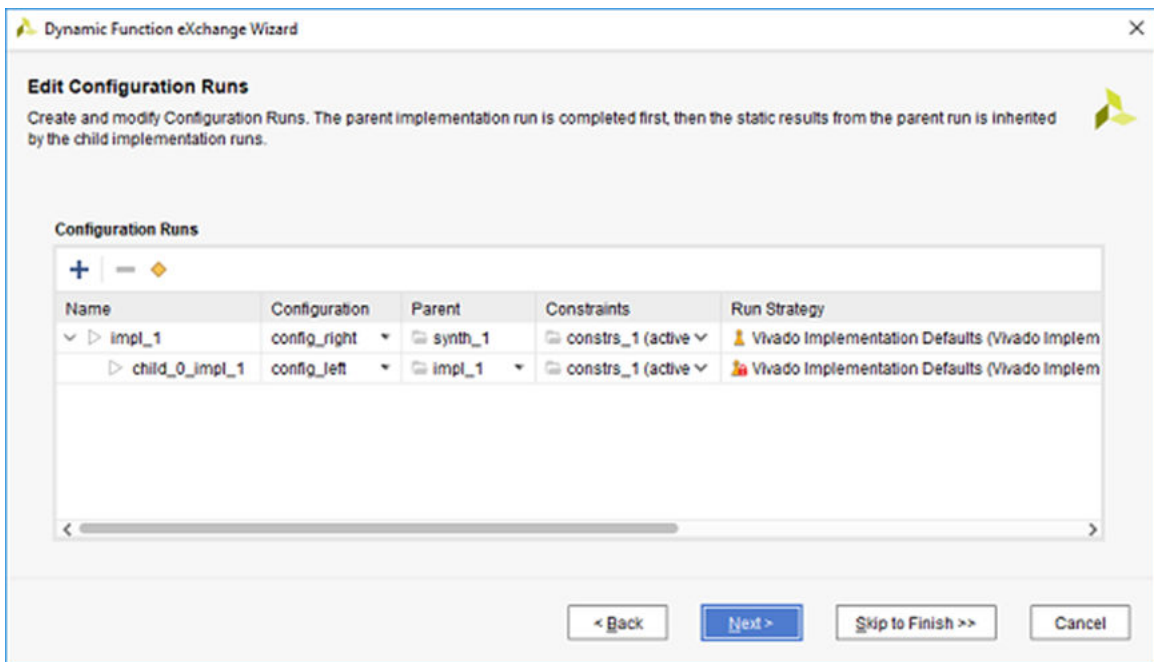 Dynamic Function eXchange Wizard
Edit Configuration Runs
Create and modify Configuration Runs. The parent implementation run is completed first, then the static results from the parent run is inherited
by the child implementation runs.
Configuration Runs
Name Configuration Parent Constraints Run Strategy
impl_1 config_right synth_1 constrs_1 (active Vivado Implementation Defaults (Vivado Implem
child_0_impl_1 config_left impl_1 constrs_1 (active Vivado Implementation Defaults (Vivado Implem
< Back Next > Skip to Finish >> Cancel